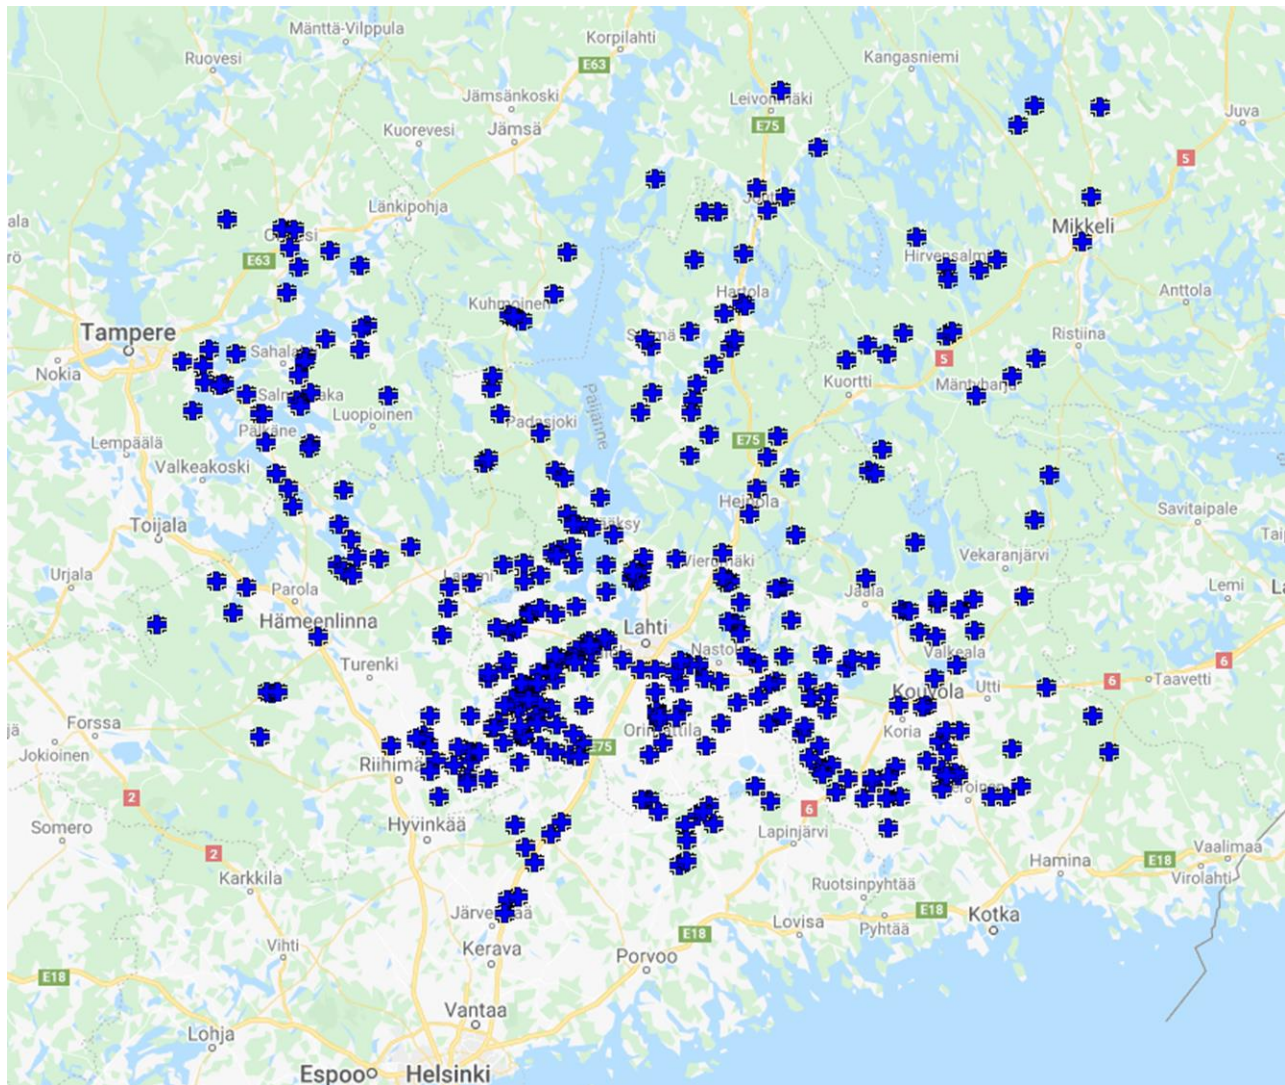 Mänttä-Vilppula
Korpilahti
Ruovesi
Kangasniemi
E63
Jämsänkoski
Leivonmäki
Juva
Kuorevesi
Jämsä
E75
5
Länkipohja
Mikkeli
E63
Hirvensalmi
Kuhmoinen
Hartola
Anttola
Tampere
Ristiina
Sahala
5
Nokia
Kuortti
Mäntyharju
Luopioinen
Päijänne
Padasjoki
Pälkäne
E75
Lempäälä
Valkeakoski
Heinola
Toijala
Savitaipale
Vekaranjärvi
Vierumäki
Urjala
Parola
Jaala
Lemi
Hämeenlinna
Lahti
Nastola
Valkeala
Turenki
6
6
Taavetti
Kouvola
Utti
Forssa
Orimattila
Koria
Jokioinen
E75
Riihimä
2
6
Somero
Hyvinkää
Lapinjärvi
2
Hamina
E18
Vaalimaa
Virolahti
Karkkila
Ruotsinpyhtää
E18
Kotka
Lovisa
Pyhtää
E18
Vihti
Kerava
Porvoo
E18
Vantaa
Lohja
Espoo
Helsinki